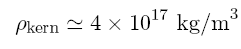 ρ_kern ≃ 4 × 10^17 kg/m^3